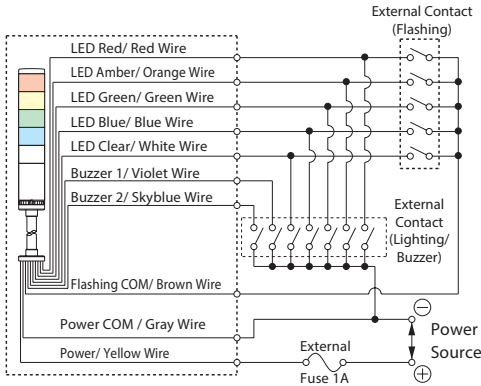 External Contact
(Flashing)
LED Red/ Red Wire
LED Amber/ Orange Wire
LED Green/ Green Wire
LED Blue/ Blue Wire
LED Clear/ White Wire
Buzzer 1/ Violet Wire
Buzzer 2/ Skyblue Wire
External
Contact
(Lighting/
Buzzer)
Flashing COM/ Brown Wire
Power COM / Gray Wire
Power/ Yellow Wire
External
Fuse 1A
−
Power
Source
+